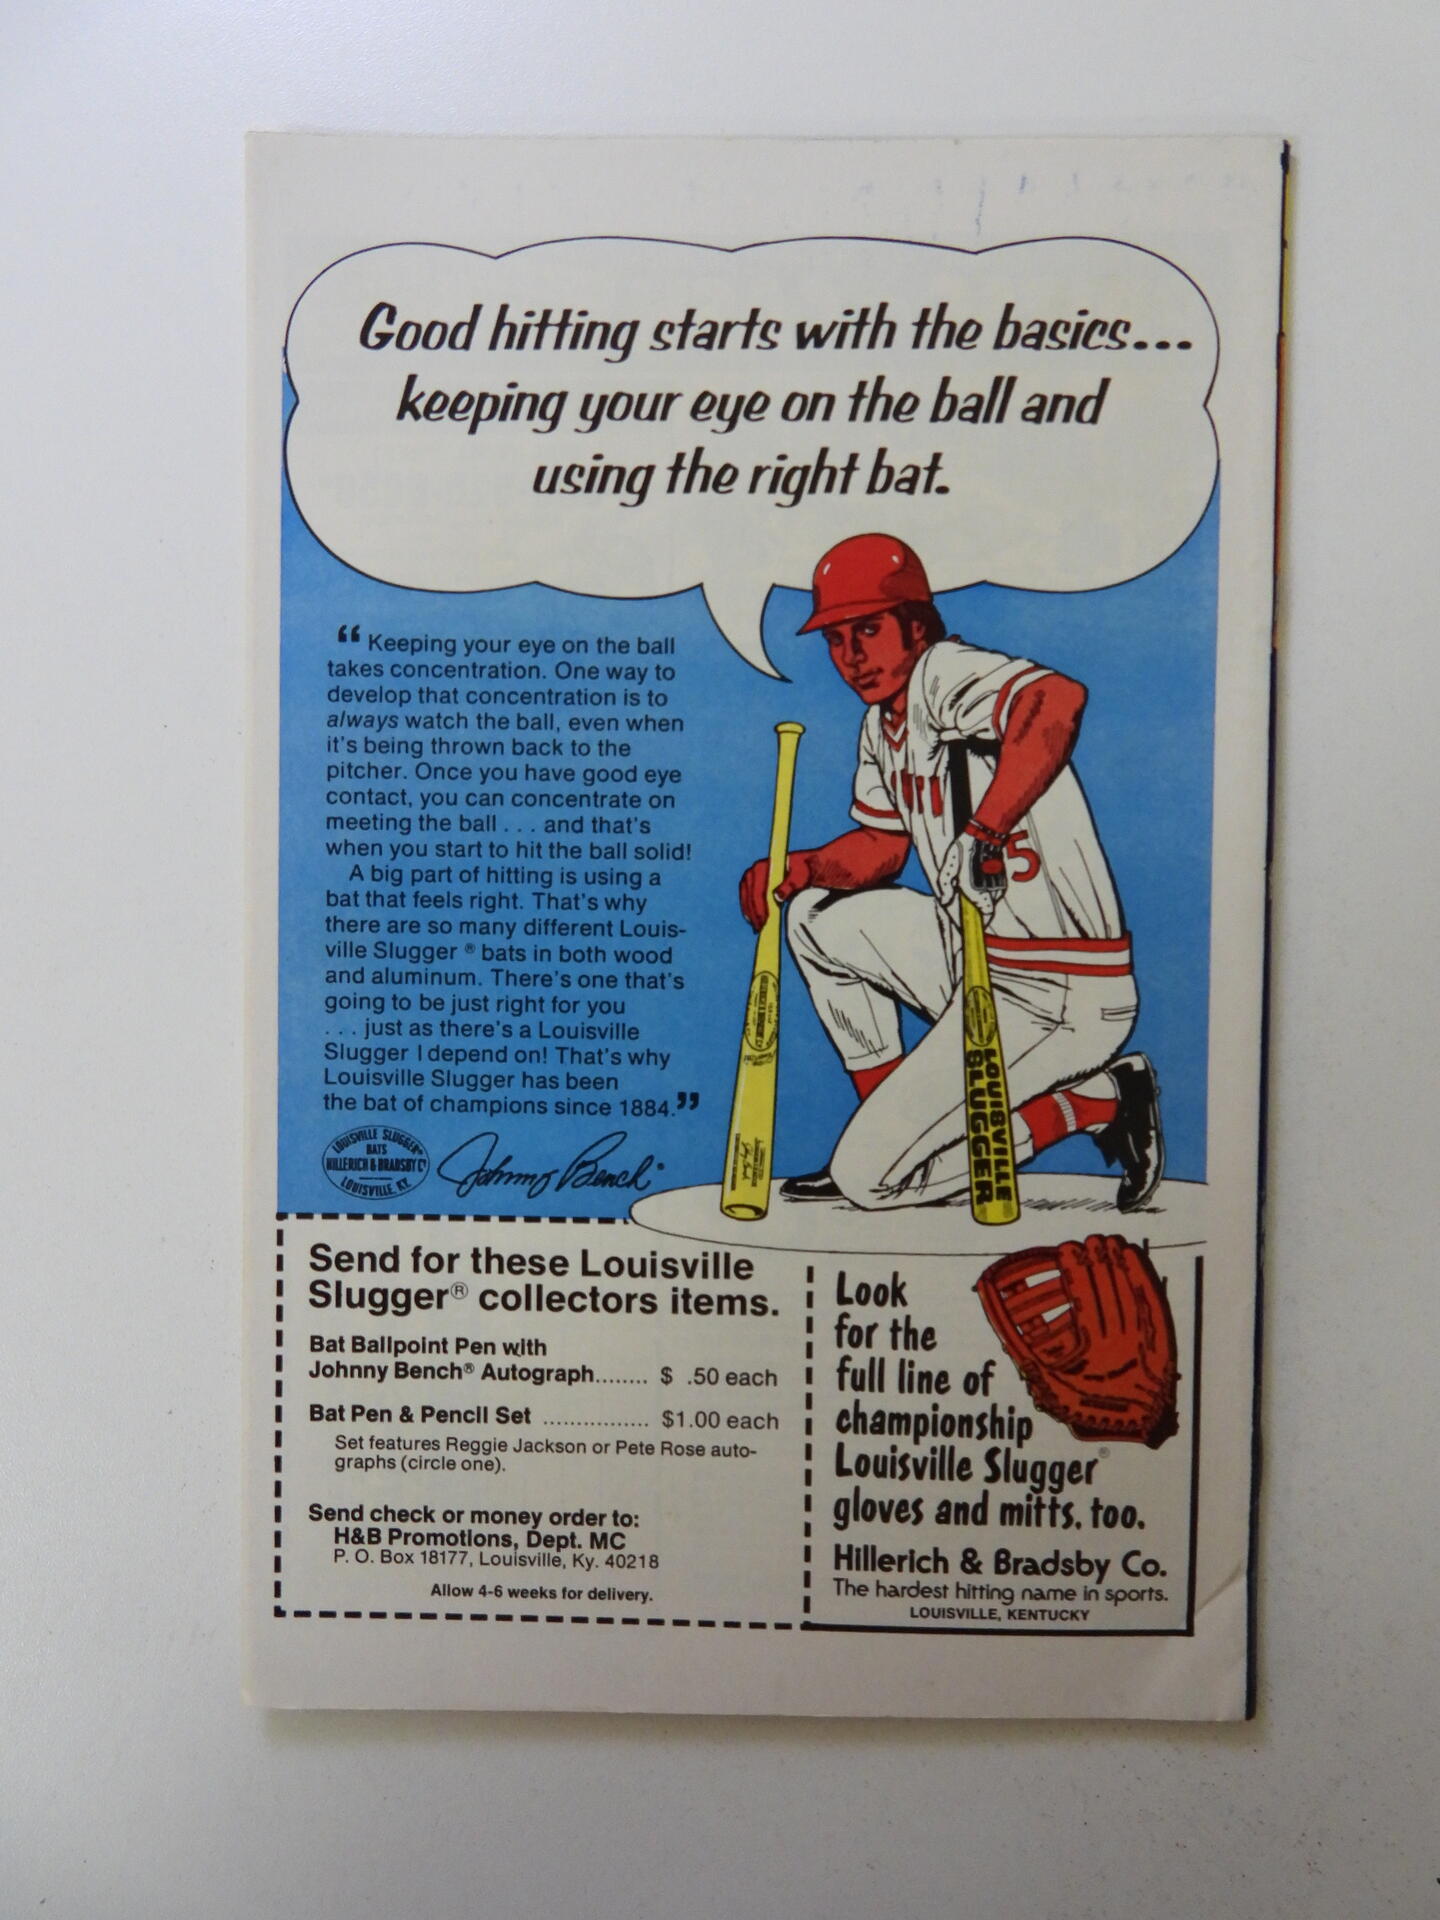 Good hitting starts with the basics...
keeping your eye on the ball and
using the right bat.
“Keeping your eye on the ball
takes concentration. One way to
develop that concentration is to
always watch the ball, even when
it's being thrown back to the
pitcher. Once you have good eye
contact, you can concentrate on
meeting the ball . . . and that's
when you start to hit the ball solid!
A big part of hitting is using a
bat that feels right. That's why
there are so many different Louis-
ville Slugger ® bats in both wood
and aluminum. There's one that's
going to be just right for you
. . . just as there's a Louisville
Slugger I depend on! That's why
Louisville Slugger has been
the bat of champions since 1884.”
LOUISVILLE SLUGGER
BATS
HILLERICH & BRADSBY Co
LOUISVILLE, KY.
Johnny Bench
5
LOUISVILLE
SLUGGER
Send for these Louisville
Slugger® collectors items.
Bat Ballpoint Pen with
Johnny Bench® Autograph........ $ .50 each
Bat Pen & Pencil Set ................ $1.00 each
Set features Reggie Jackson or Pete Rose auto-
graphs (circle one).
Send check or money order to:
H&B Promotions, Dept. MC
P. O. Box 18177, Louisville, Ky. 40218
Allow 4-6 weeks for delivery.
Look
for the
full line of
championship
Louisville Slugger®
gloves and mitts, too.
Hillerich & Bradsby Co.
The hardest hitting name in sports.
LOUISVILLE, KENTUCKY